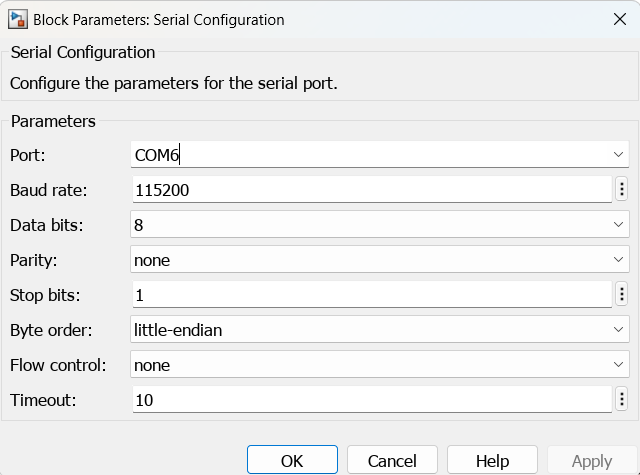 Block Parameters: Serial Configuration
Serial Configuration
Configure the parameters for the serial port.
Parameters
Port: COM6
Baud rate: 115200
Data bits: 8
Parity: none
Stop bits: 1
Byte order: little-endian
Flow control: none
Timeout: 10
OK Cancel Help Apply